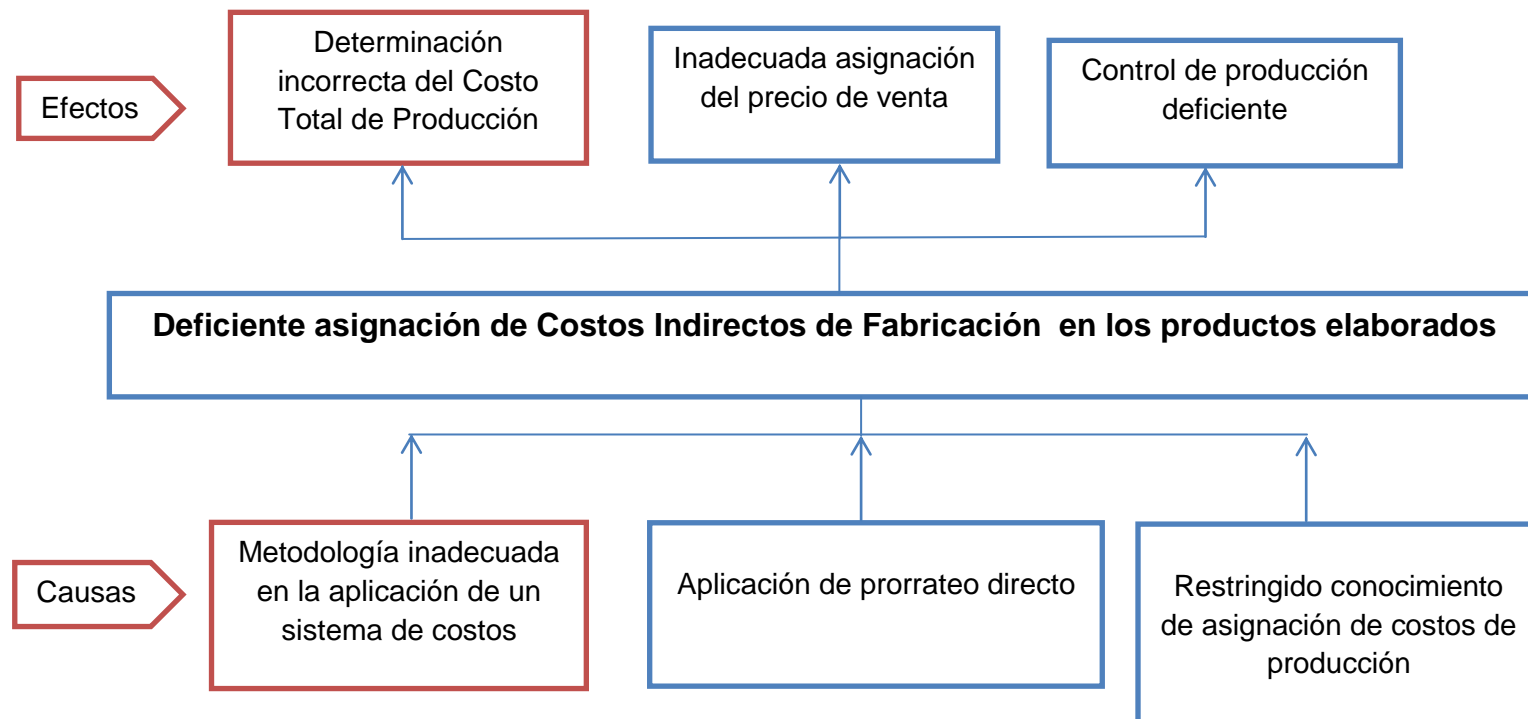 Efectos
Determinación
incorrecta del Costo
Total de Producción
Inadecuada asignación
del precio de venta
Control de producción
deficiente
Deficiente asignación de Costos Indirectos de Fabricación  en los productos elaborados
Causas
Metodología inadecuada
en la aplicación de un
sistema de costos
Aplicación de prorrateo directo
Restringido conocimiento
de asignación de costos de
producción